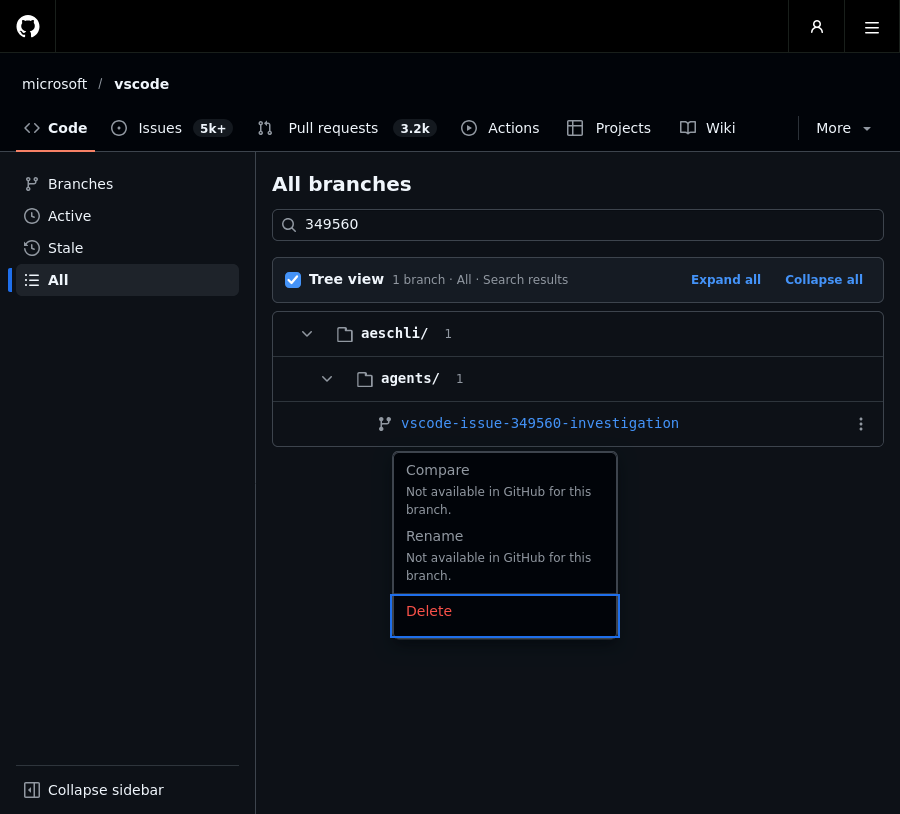 microsoft / vscode
Code Issues 5k+ Pull requests 3.2k Actions Projects Wiki More
Branches
Active
Stale
All
All branches
349560
Tree view 1 branch · All · Search results Expand all Collapse all
aeschli/ 1
agents/ 1
vscode-issue-349560-investigation
Compare
Not available in GitHub for this
branch.
Rename
Not available in GitHub for this
branch.
Delete
Collapse sidebar